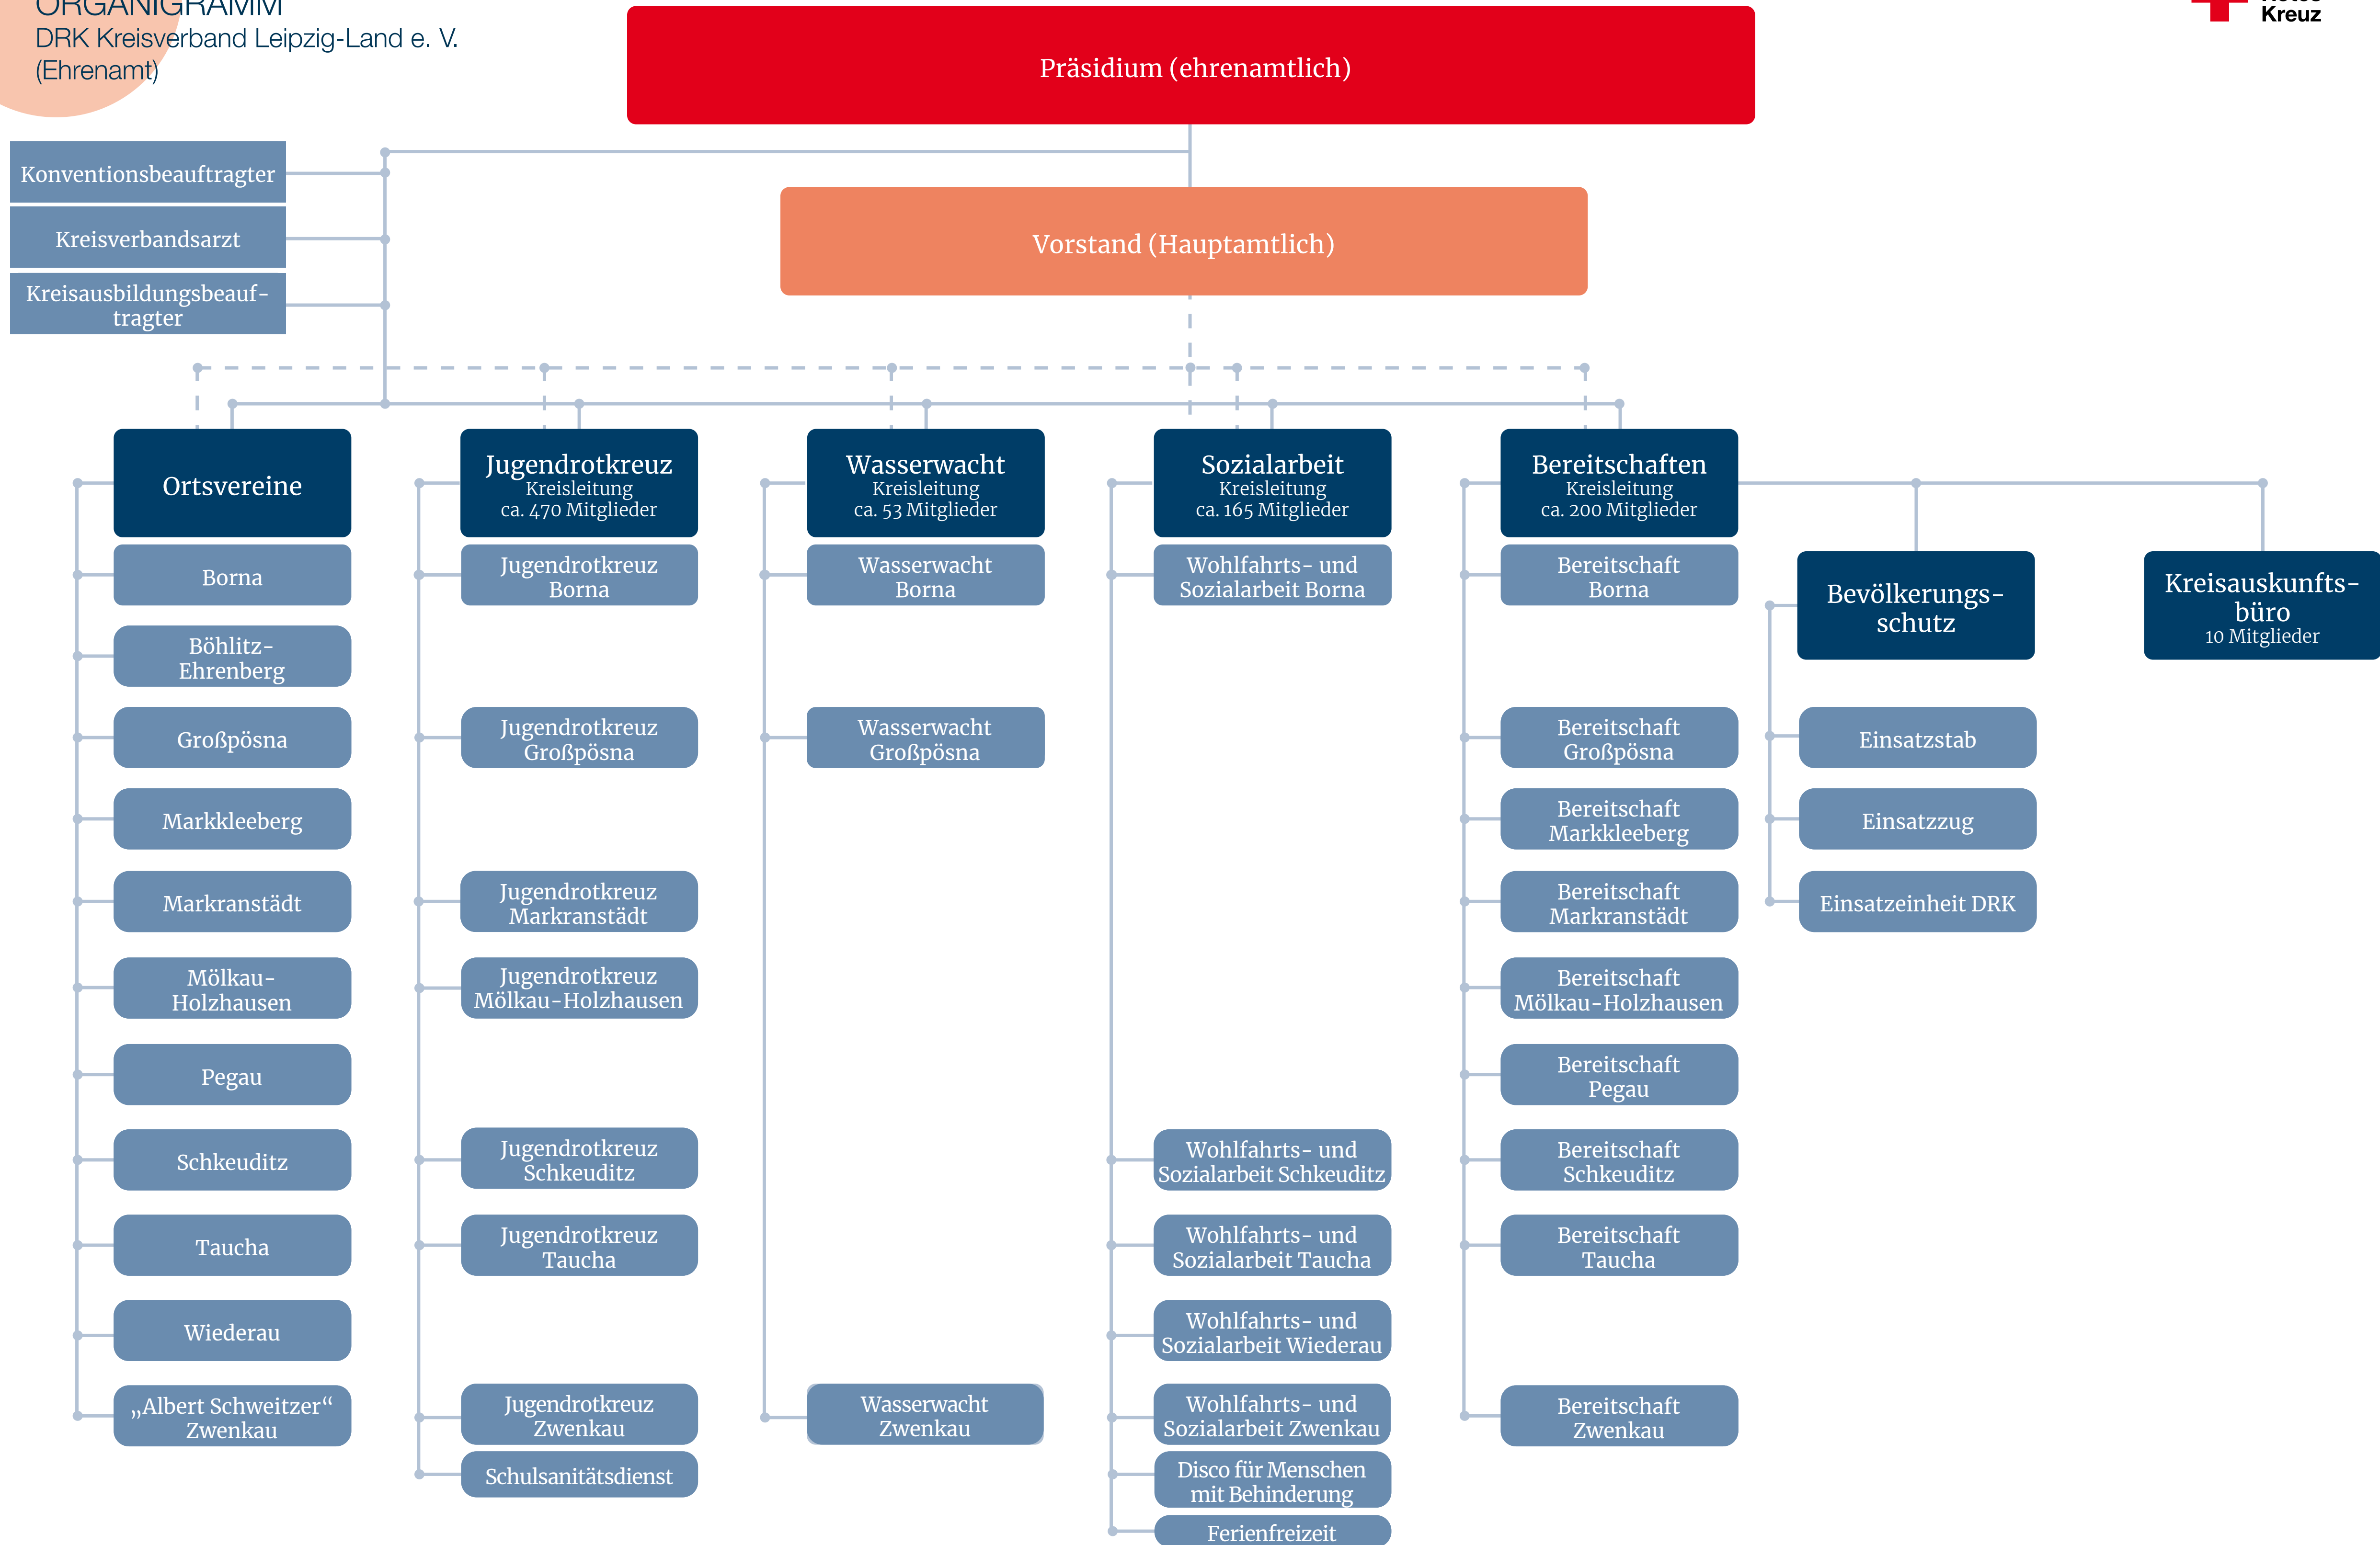 ORGANIGRAMM
DRK Kreisverband Leipzig-Land e. V.
(Ehrenamt)
Kreuz
Präsidium (ehrenamtlich)
Konventionsbeauftragter
Kreisverbandsarzt
Kreisausbildungsbeauf-
tragter
Vorstand (Hauptamtlich)
Ortsvereine
Borna
Böhlitz-
Ehrenberg
Großpösna
Markkleeberg
Markranstädt
Mölkau-
Holzhausen
Pegau
Schkeuditz
Taucha
Wiederau
„Albert Schweitzer“
Zwenkau
Jugendrotkreuz
Kreisleitung
ca. 470 Mitglieder
Jugendrotkreuz
Borna
Jugendrotkreuz
Großpösna
Jugendrotkreuz
Markranstädt
Jugendrotkreuz
Mölkau-Holzhausen
Jugendrotkreuz
Schkeuditz
Jugendrotkreuz
Taucha
Jugendrotkreuz
Zwenkau
Schulsanitätsdienst
Wasserwacht
Kreisleitung
ca. 53 Mitglieder
Wasserwacht
Borna
Wasserwacht
Großpösna
Wasserwacht
Zwenkau
Sozialarbeit
Kreisleitung
ca. 165 Mitglieder
Wohlfahrts- und
Sozialarbeit Borna
Wohlfahrts- und
Sozialarbeit Schkeuditz
Wohlfahrts- und
Sozialarbeit Taucha
Wohlfahrts- und
Sozialarbeit Wiederau
Wohlfahrts- und
Sozialarbeit Zwenkau
Disco für Menschen
mit Behinderung
Ferienfreizeit
Bereitschaften
Kreisleitung
ca. 200 Mitglieder
Bereitschaft
Borna
Bereitschaft
Großpösna
Bereitschaft
Markkleeberg
Bereitschaft
Markranstädt
Bereitschaft
Mölkau-Holzhausen
Bereitschaft
Pegau
Bereitschaft
Schkeuditz
Bereitschaft
Taucha
Bereitschaft
Zwenkau
Bevölkerungs-
schutz
Einsatzstab
Einsatzzug
Einsatzeinheit DRK
Kreisauskunfts-
büro
10 Mitglieder